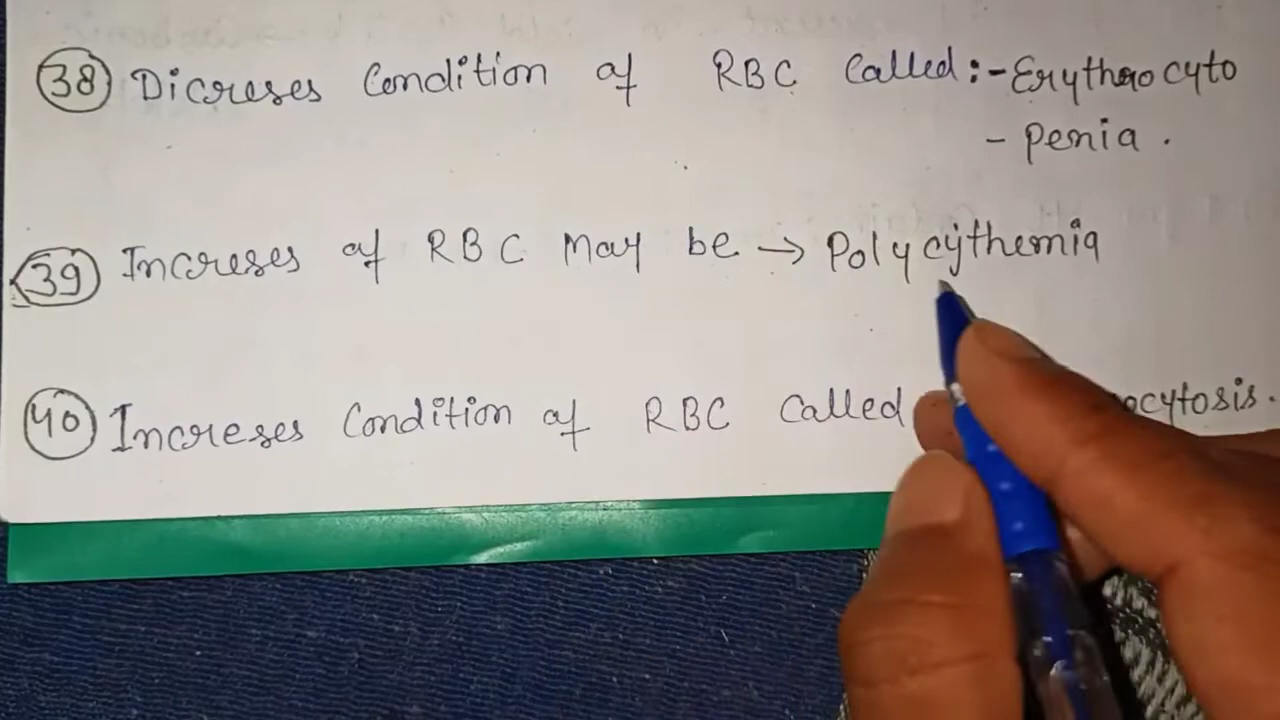 38 Dicreses Condition of RBC Called :- Erythrocyto
- penia .
39 Increses of RBC May be → Polycythemia
40 Increses Condition of RBC Called ocytosis.